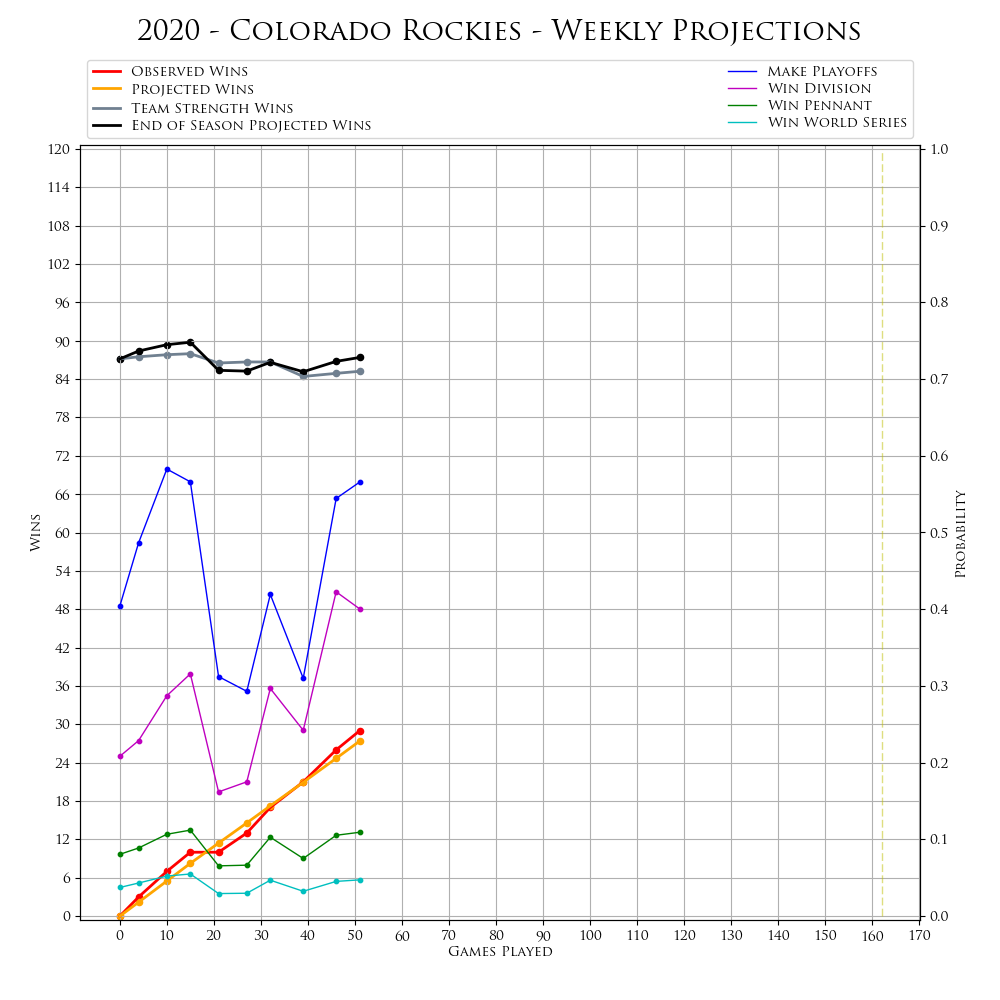 2020 - Colorado Rockies - Weekly Projections
Observed Wins
Projected Wins
Team Strength Wins
End of Season Projected Wins
Make Playoffs
Win Division
Win Pennant
Win World Series
120
114
108
102
96
90
84
78
72
66
60
54
48
42
36
30
24
18
12
6
0
Wins
1.0
0.9
0.8
0.7
0.6
0.5
0.4
0.3
0.2
0.1
0.0
Probability
0 10 20 30 40 50 60 70 80 90 100 110 120 130 140 150 160 170
Games Played